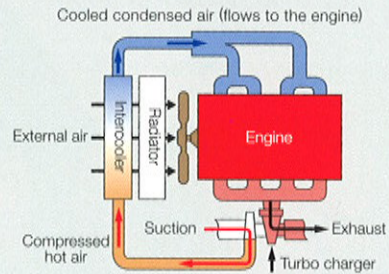 Cooled condensed air (flows to the engine)
External air
Intercooler
Radiator
Engine
Suction
Exhaust
Compressed
hot air
Turbo charger